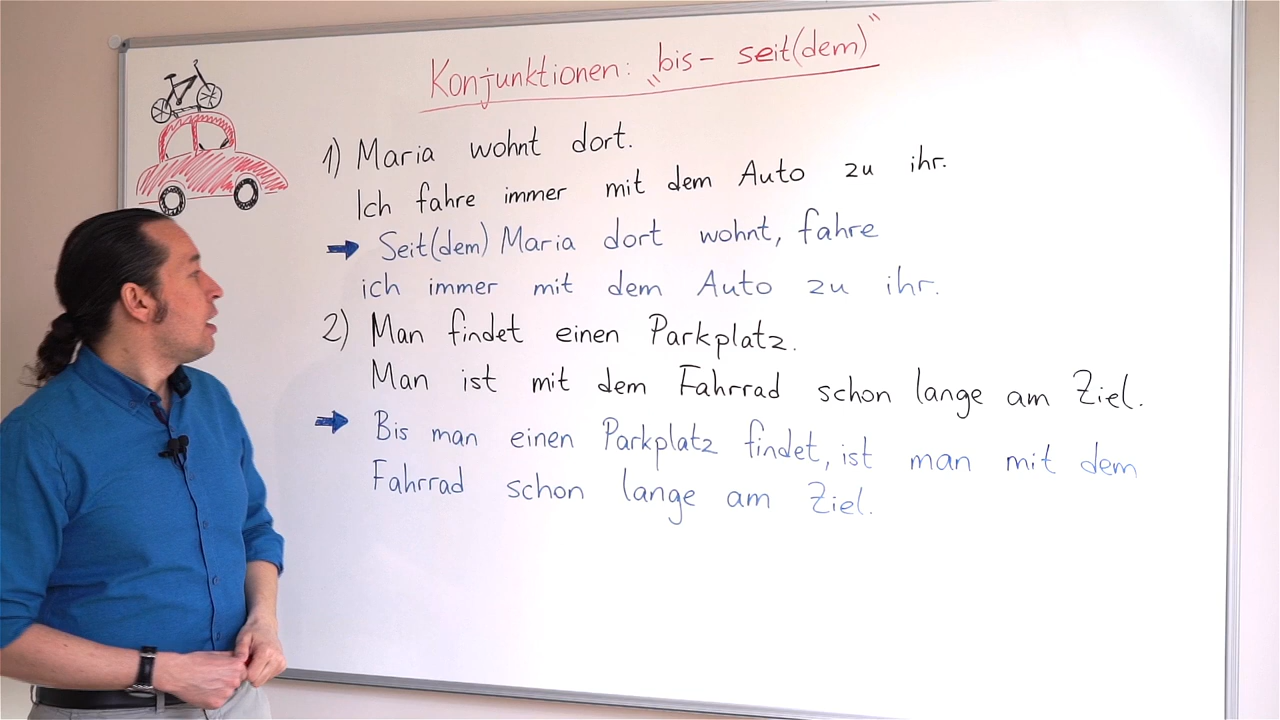 Konjunktionen: "bis - seit(dem)"
1) Maria wohnt dort.
Ich fahre immer mit dem Auto zu ihr.
Seit(dem) Maria dort wohnt, fahre
ich immer mit dem Auto zu ihr.
2) Man findet einen Parkplatz.
Man ist mit dem Fahrrad schon lange am Ziel.
Bis man einen Parkplatz findet, ist man mit dem
Fahrrad schon lange am Ziel.